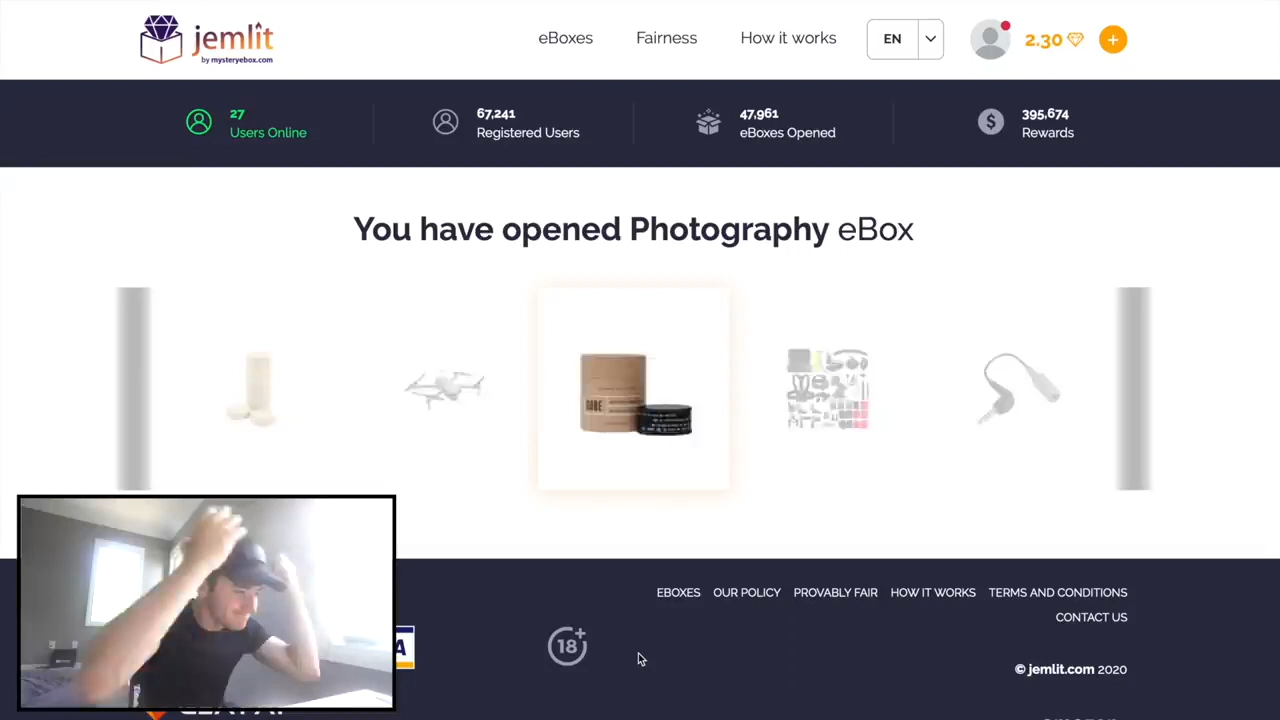 jemlit
by mysteryebox.com
eBoxes
Fairness
How it works
EN
2.30
27
Users Online
67,241
Registered Users
47,961
eBoxes Opened
395,674
Rewards
You have opened Photography eBox
EBOXES
OUR POLICY
PROVABLY FAIR
HOW IT WORKS
TERMS AND CONDITIONS
CONTACT US
18+
A
© jemlit.com 2020